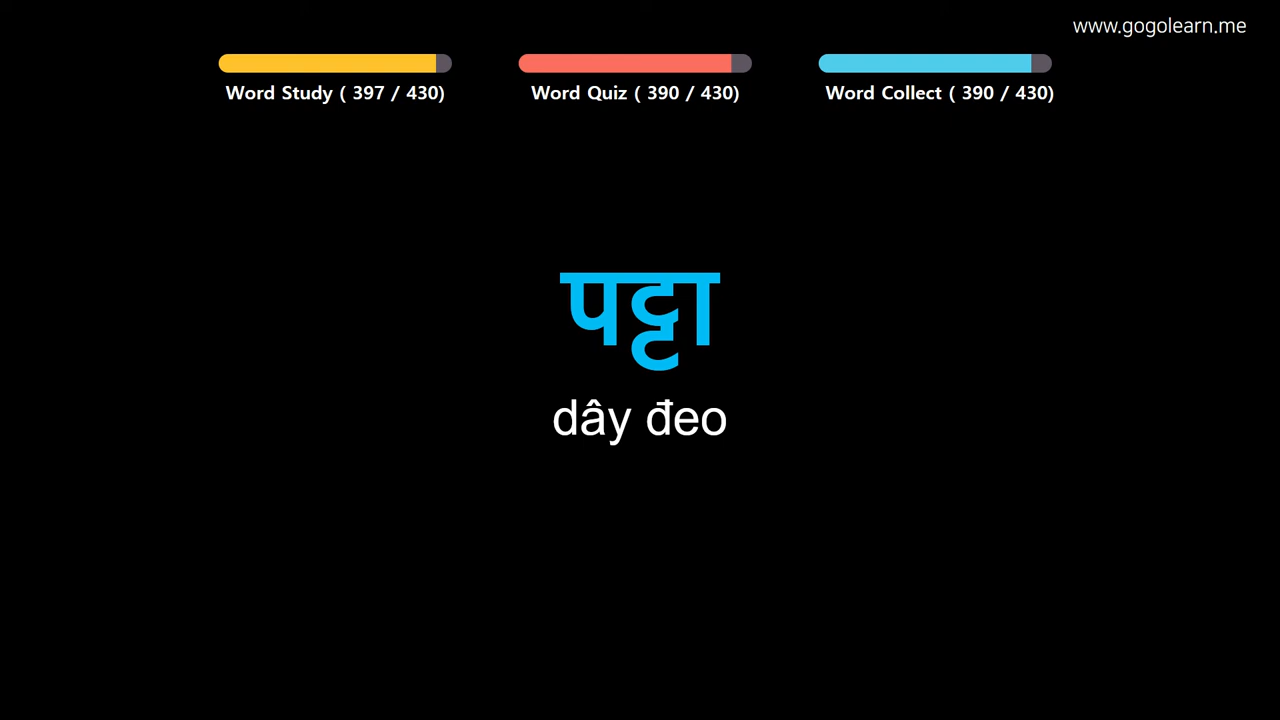 www.gogolearn.me
Word Study ( 397 / 430)
Word Quiz ( 390 / 430)
Word Collect ( 390 / 430)
पट्टा
dây đeo